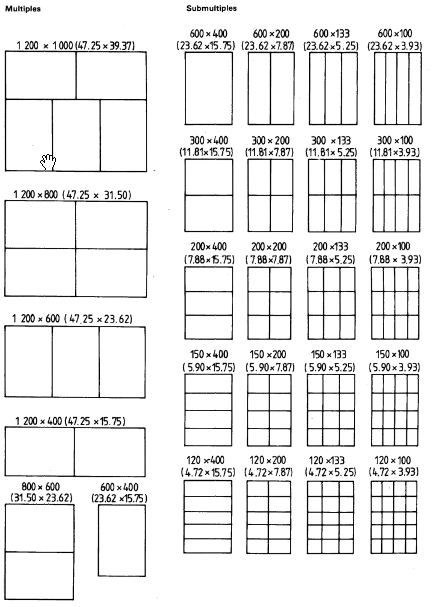 Multiples
Submultiples
1 200 × 1 000 (47.25 × 39.37)
1 200 × 800 (47.25 × 31.50)
1 200 × 600 (47.25 × 23.62)
1 200 × 400 (47.25 × 15.75)
800 × 600
(31.50 × 23.62)
600 × 400
(23.62 × 15.75)
600 × 400
(23.62 × 15.75)
600 × 200
(23.62 × 7.87)
600 × 133
(23.62 × 5.25)
600 × 100
(23.62 × 3.93)
300 × 400
(11.81 × 15.75)
300 × 200
(11.81 × 7.87)
300 × 133
(11.81 × 5.25)
300 × 100
(11.81 × 3.93)
200 × 400
(7.88 × 15.75)
200 × 200
(7.88 × 7.87)
200 × 133
(7.88 × 5.25)
200 × 100
(7.88 × 3.93)
150 × 400
(5.90 × 15.75)
150 × 200
(5.90 × 7.87)
150 × 133
(5.90 × 5.25)
150 × 100
(5.90 × 3.93)
120 × 400
(4.72 × 15.75)
120 × 200
(4.72 × 7.87)
120 × 133
(4.72 × 5.25)
120 × 100
(4.72 × 3.93)